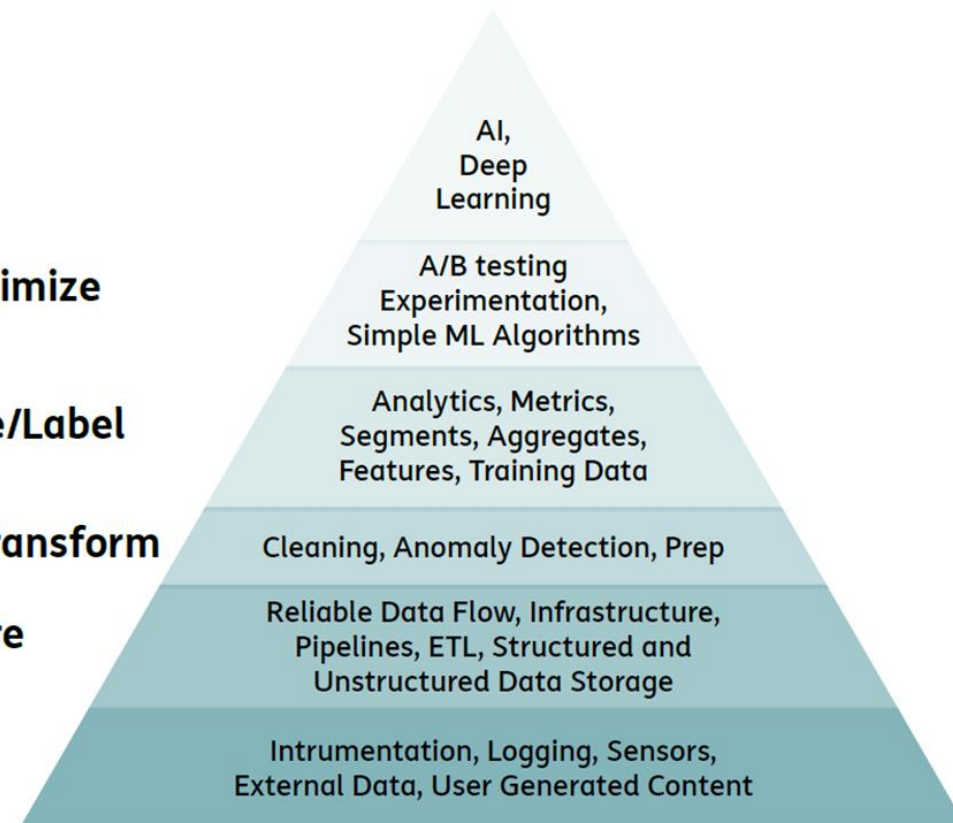 AI,
Deep
Learning
imize
A/B testing
Experimentation,
Simple ML Algorithms
e/Label
Analytics, Metrics,
Segments, Aggregates,
Features, Training Data
ansform
Cleaning, Anomaly Detection, Prep
re
Reliable Data Flow, Infrastructure,
Pipelines, ETL, Structured and
Unstructured Data Storage
Intrumentation, Logging, Sensors,
External Data, User Generated Content